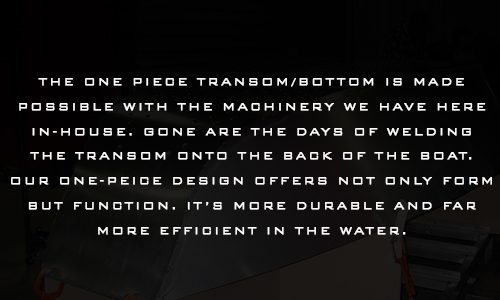 THE ONE PIECE TRANSOM/BOTTOM IS MADE
POSSIBLE WITH THE MACHINERY WE HAVE HERE
IN-HOUSE. GONE ARE THE DAYS OF WELDING
THE TRANSOM ONTO THE BACK OF THE BOAT.
OUR ONE-PEICE DESIGN OFFERS NOT ONLY FORM
BUT FUNCTION. IT'S MORE DURABLE AND FAR
MORE EFFICIENT IN THE WATER.